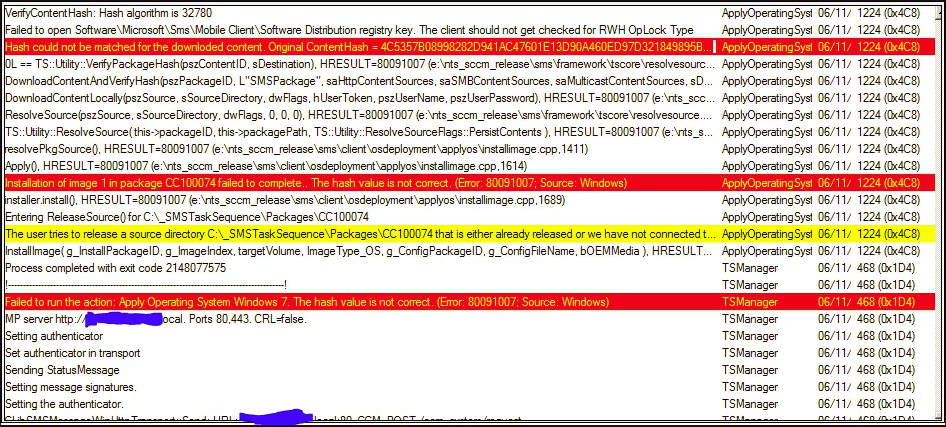 VerifyContentHash: Hash algorithm is 32780 ApplyOperatingSyst 06/11/ 1224 (0x4C8)
Failed to open Software\Microsoft\Sms\Mobile Client\Software Distribution registry key. The client should not get checked for RWH OpLock Type ApplyOperatingSyst 06/11/ 1224 (0x4C8)
Hash could not be matched for the downloded content. Original ContentHash = 4C5357B08998282D941AC47601E13D90A460ED97D321849895B... ApplyOperatingSyst 06/11/ 1224 (0x4C8)
0L == TS::Utility::VerifyPackageHash(pszContentID, sDestination), HRESULT=80091007 (e:\nts_sccm_release\sms\framework\tscore\resolvesourc... ApplyOperatingSyst 06/11/ 1224 (0x4C8)
DownloadContentAndVerifyHash(pszPackageID, L"SMSPackage", saHttpContentSources, saSMBContentSources, saMulticastContentSources, sD... ApplyOperatingSyst 06/11/ 1224 (0x4C8)
DownloadContentLocally(pszSource, sSourceDirectory, dwFlags, hUserToken, pszUserName, pszUserPassword), HRESULT=80091007 (e:\nts_sc... ApplyOperatingSyst 06/11/ 1224 (0x4C8)
ResolveSource(pszSource, sSourceDirectory, dwFlags, 0, 0, 0), HRESULT=80091007 (e:\nts_sccm_release\sms\framework\tscore\resolvesource.... ApplyOperatingSyst 06/11/ 1224 (0x4C8)
TS::Utility::ResolveSource( this->packageID, this->packagePath, TS::Utility::ResolveSourceFlags::PersistContents ), HRESULT=80091007 (e:\nts_s... ApplyOperatingSyst 06/11/ 1224 (0x4C8)
resolvePkgSource(), HRESULT=80091007 (e:\nts_sccm_release\sms\client\osdeployment\applyos\installimage.cpp,1411) ApplyOperatingSyst 06/11/ 1224 (0x4C8)
Apply(), HRESULT=80091007 (e:\nts_sccm_release\sms\client\osdeployment\applyos\installimage.cpp,1614) ApplyOperatingSyst 06/11/ 1224 (0x4C8)
Installation of image 1 in package CC100074 failed to complete.. The hash value is not correct. (Error: 80091007; Source: Windows) ApplyOperatingSyst 06/11/ 1224 (0x4C8)
installer.install(), HRESULT=80091007 (e:\nts_sccm_release\sms\client\osdeployment\applyos\installimage.cpp,1689) ApplyOperatingSyst 06/11/ 1224 (0x4C8)
Entering ReleaseSource() for C:\_SMSTaskSequence\Packages\CC100074 ApplyOperatingSyst 06/11/ 1224 (0x4C8)
The user tries to release a source directory C:\_SMSTaskSequence\Packages\CC100074 that is either already released or we have not connected t... ApplyOperatingSyst 06/11/ 1224 (0x4C8)
InstallImage( g_InstallPackageID, g_ImageIndex, targetVolume, ImageType_OS, g_ConfigPackageID, g_ConfigFileName, bOEMMedia ), HRESULT... ApplyOperatingSyst 06/11/ 1224 (0x4C8)
Process completed with exit code 2148077575 TSManager 06/11/ 468 (0x1D4)
!--------------------------------------------------------------------------------------------! TSManager 06/11/ 468 (0x1D4)
Failed to run the action: Apply Operating System Windows 7. The hash value is not correct. (Error: 80091007; Source: Windows) TSManager 06/11/ 468 (0x1D4)
MP server http:// ocal. Ports 80,443. CRL=false. TSManager 06/11/ 468 (0x1D4)
Setting authenticator TSManager 06/11/ 468 (0x1D4)
Set authenticator in transport TSManager 06/11/ 468 (0x1D4)
Sending StatusMessage TSManager 06/11/ 468 (0x1D4)
Setting message signatures. TSManager 06/11/ 468 (0x1D4)
Setting the authenticator. TSManager 06/11/ 468 (0x1D4)